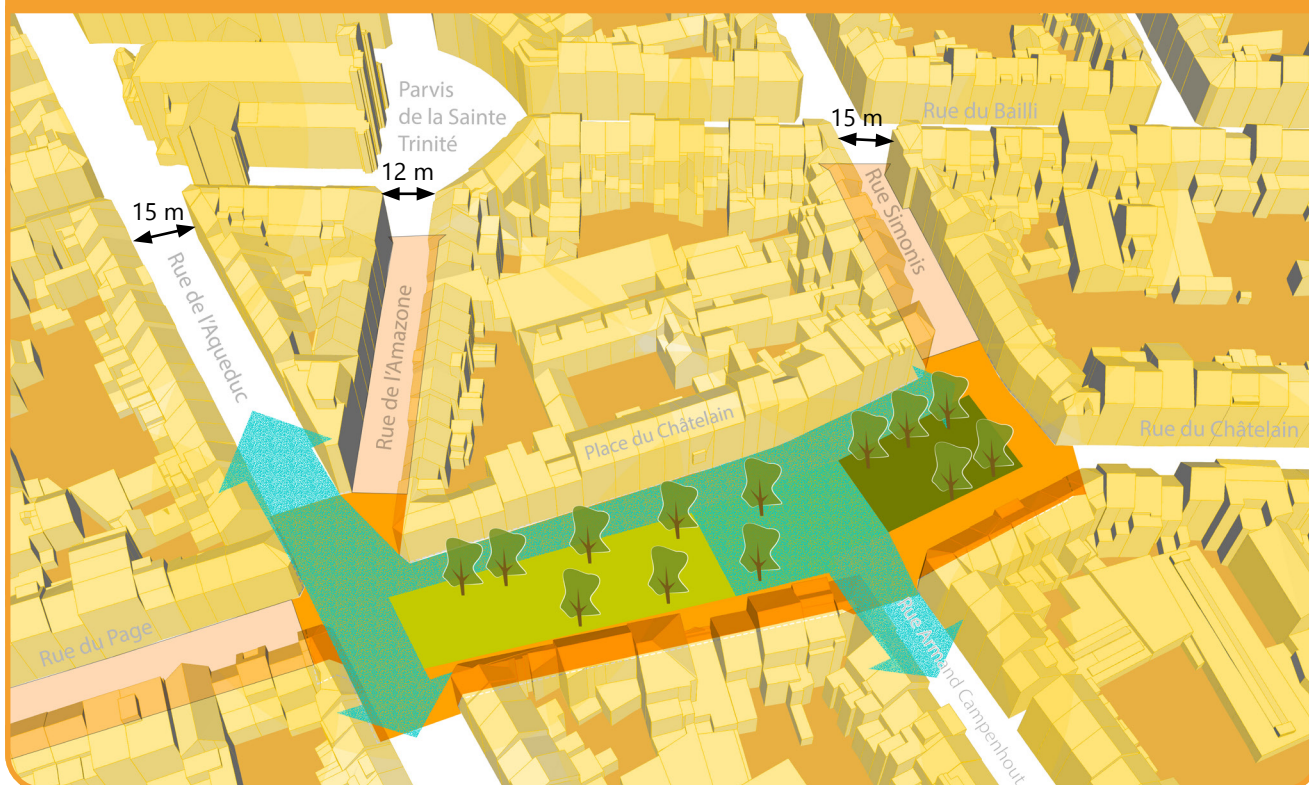 Parvis
de la Sainte
Trinité
15 m
Rue du Bailli
12 m
15 m
Rue Simonis
Rue de l'Aqueduc
Rue de l'Amazone
Place du Châtelain
Rue du Châtelain
Rue du Page
Rue Armand Campenhout